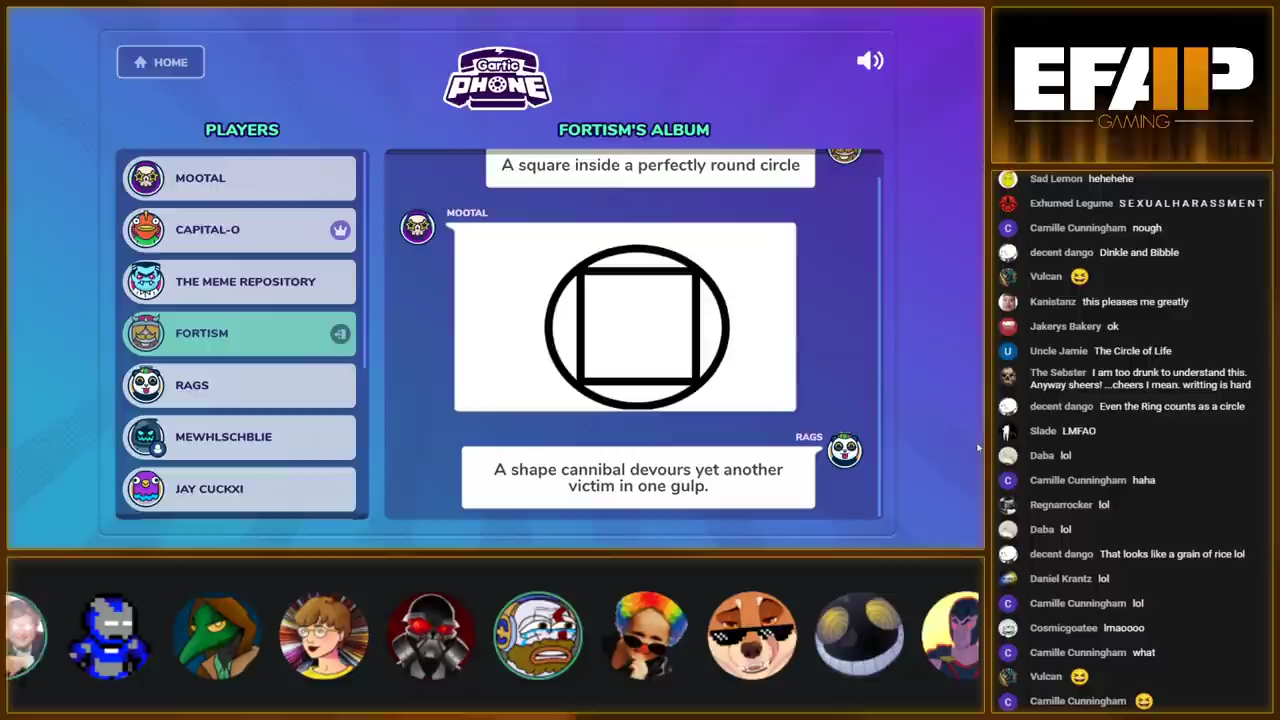 HOME
Gartic
PHONE
PLAYERS
MOOTAL
CAPITAL-O
THE MEME REPOSITORY
FORTISM
RAGS
MEWHLSCHBLIE
JAY CUCKXI
FORTISM'S ALBUM
A square inside a perfectly round circle
MOOTAL
RAGS
A shape cannibal devours yet another
victim in one gulp.
EFAP
GAMING
Sad Lemon hehehehe
Exhumed Legume S E X U A L H A R A S S M E N T
Camille Cunningham nough
decent dango Dinkle and Bibble
Vulcan 😆
Kanistanz this pleases me greatly
Jakerys Bakery ok
U Uncle Jamie The Circle of Life
The Sebster I am too drunk to understand this.
Anyway sheers! ...cheers I mean. writting is hard
decent dango Even the Ring counts as a circle
Slade LMFAO
Daba lol
C Camille Cunningham haha
Regnarrocker lol
Daba lol
decent dango That looks like a grain of rice lol
Daniel Krantz lol
C Camille Cunningham lol
Cosmicgoatee lmaoooo
C Camille Cunningham what
Vulcan 😆
C Camille Cunningham 😆